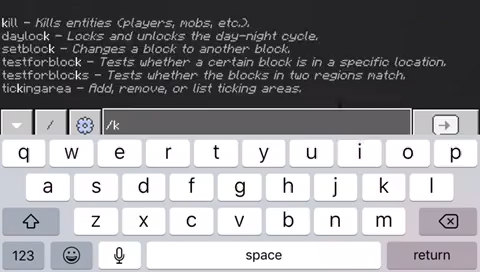 kill – Kills entities (players, mobs, etc.).
daylock – Locks and unlocks the day-night cycle.
setblock – Changes a block to another block.
testforblock – Tests whether a certain block is in a specific location.
testforblocks – Tests whether the blocks in two regions match.
tickingarea – Add, remove, or list ticking areas.
/ /k
q w e r t y u i o p
a s d f g h j k l
z x c v b n m
123 space return